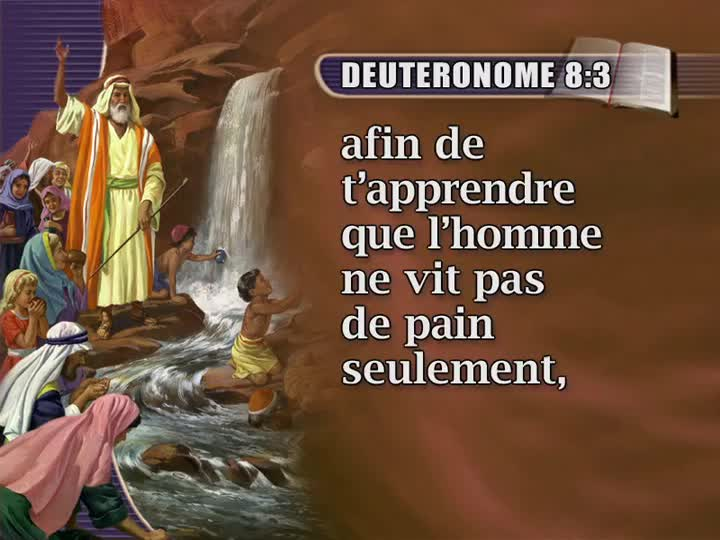 DEUTERONOME 8:3
afin de
t’apprendre
que l’homme
ne vit pas
de pain
seulement,